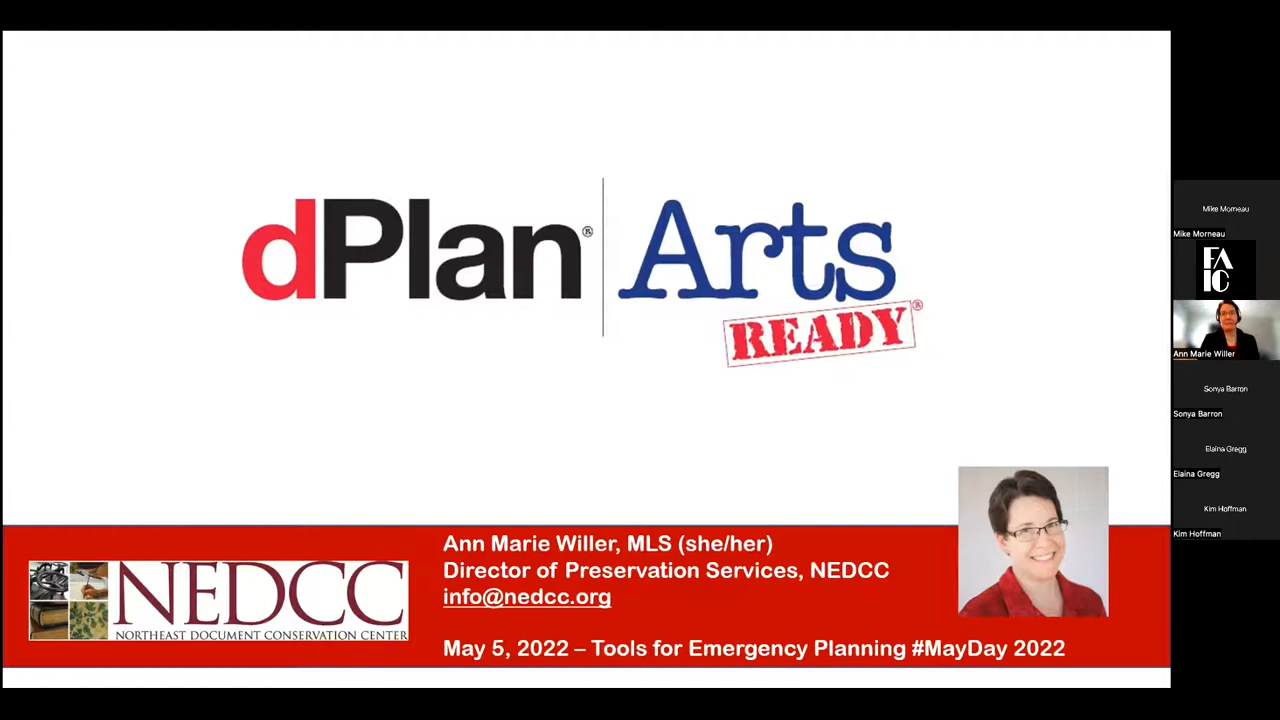 dPlan®
Arts
READY®
NEDCC
NORTHEAST DOCUMENT CONSERVATION CENTER
Ann Marie Willer, MLS (she/her)
Director of Preservation Services, NEDCC
info@nedcc.org
May 5, 2022 – Tools for Emergency Planning #MayDay 2022
Mike Morneau
Mike Morneau
FA
IC
Ann Marie Willer
Sonya Barron
Sonya Barron
Elaina Gregg
Elaina Gregg
Kim Hoffman
Kim Hoffman